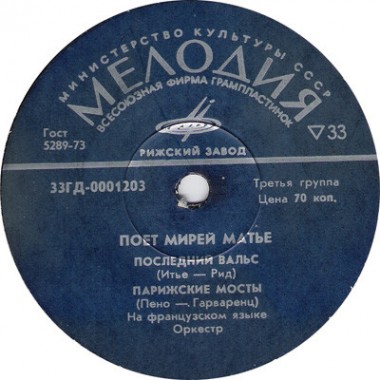 МИНИСТЕРСТВО КУЛЬТУРЫ СССР
МЕЛОДИЯ
ВСЕСОЮЗНАЯ ФИРМА ГРАМПЛАСТИНОК
Гост
5289-73
▽33
РИЖСКИЙ ЗАВОД
33ГД-0001203
Третья группа
Цена 70 коп.
ПОЕТ МИРЕЙ МАТЬЕ
ПОСЛЕДНИЙ ВАЛЬС
(Итье — Рид)
ПАРИЖСКИЕ МОСТЫ
(Пено — Гарваренц)
На французском языке
Оркестр